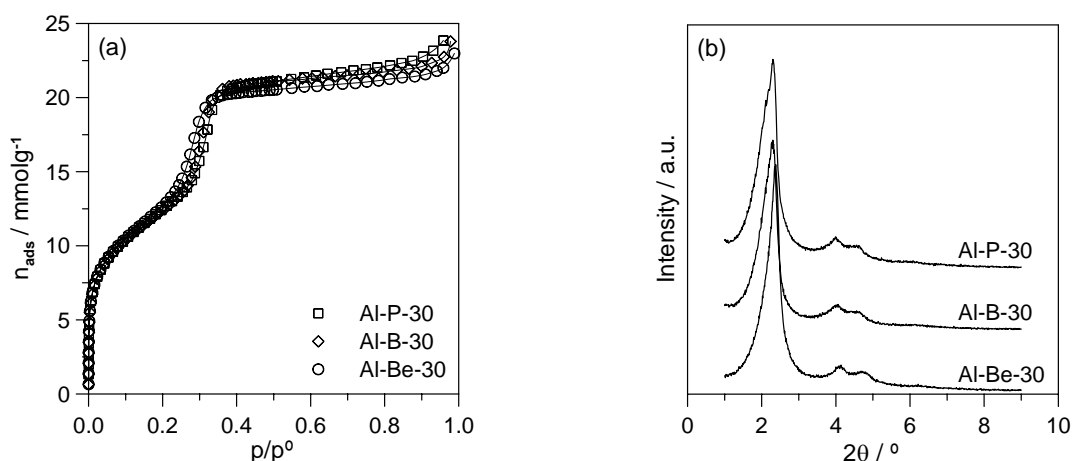 (a)
25
20
15
10
5
0
n_ads / mmolg⁻¹
Al-P-30
Al-B-30
Al-Be-30
0.0 0.2 0.4 0.6 0.8 1.0
p/p⁰
(b)
Intensity / a.u.
Al-P-30
Al-B-30
Al-Be-30
0 2 4 6 8 10
2θ / º